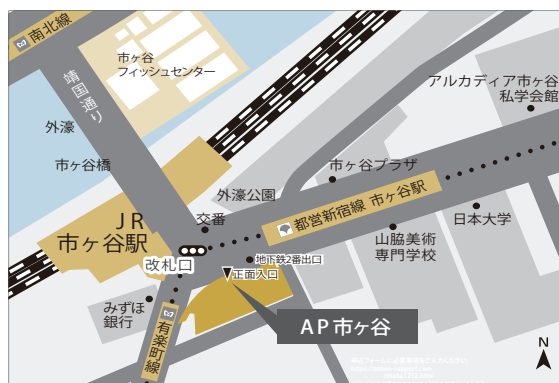 南北線
市ヶ谷
フィッシュセンター
靖国通り
外濠
市ヶ谷橋
アルカディア市ヶ谷
私学会館
市ヶ谷プラザ
外濠公園
都営新宿線 市ヶ谷駅
日本大学
山脇美術
専門学校
JR
市ヶ谷駅
交番
改札口
地下鉄2番出口
正面入口
みずほ
銀行
有楽町線
AP市ヶ谷
N